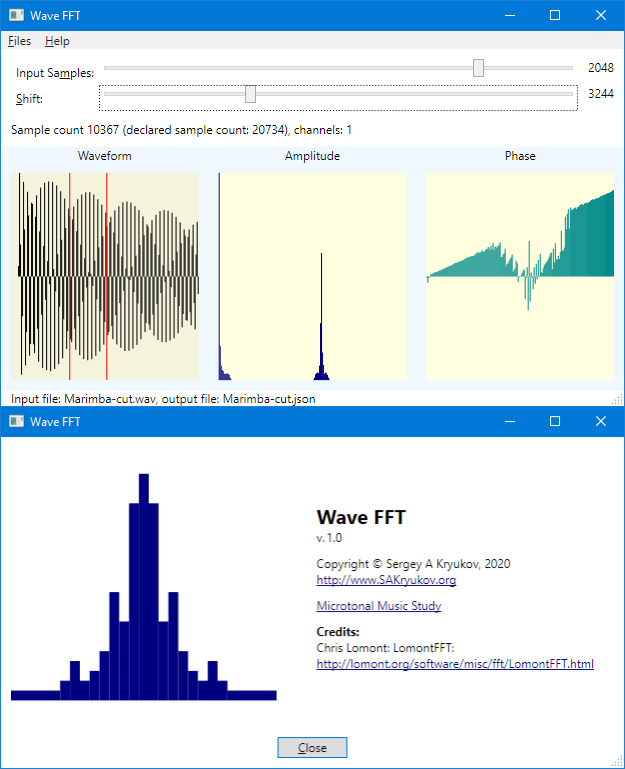 Wave FFT
Files Help
Input Samples: 2048
Shift: 3244
Sample count 10367 (declared sample count: 20734), channels: 1
Waveform Amplitude Phase
Input file: Marimba-cut.wav, output file: Marimba-cut.json
Wave FFT
Wave FFT
v. 1.0
Copyright © Sergey A Kryukov, 2020
http://www.SAKryukov.org
Microtonal Music Study
Credits:
Chris Lomont: LomontFFT:
http://lomont.org/software/misc/fft/LomontFFT.html
Close